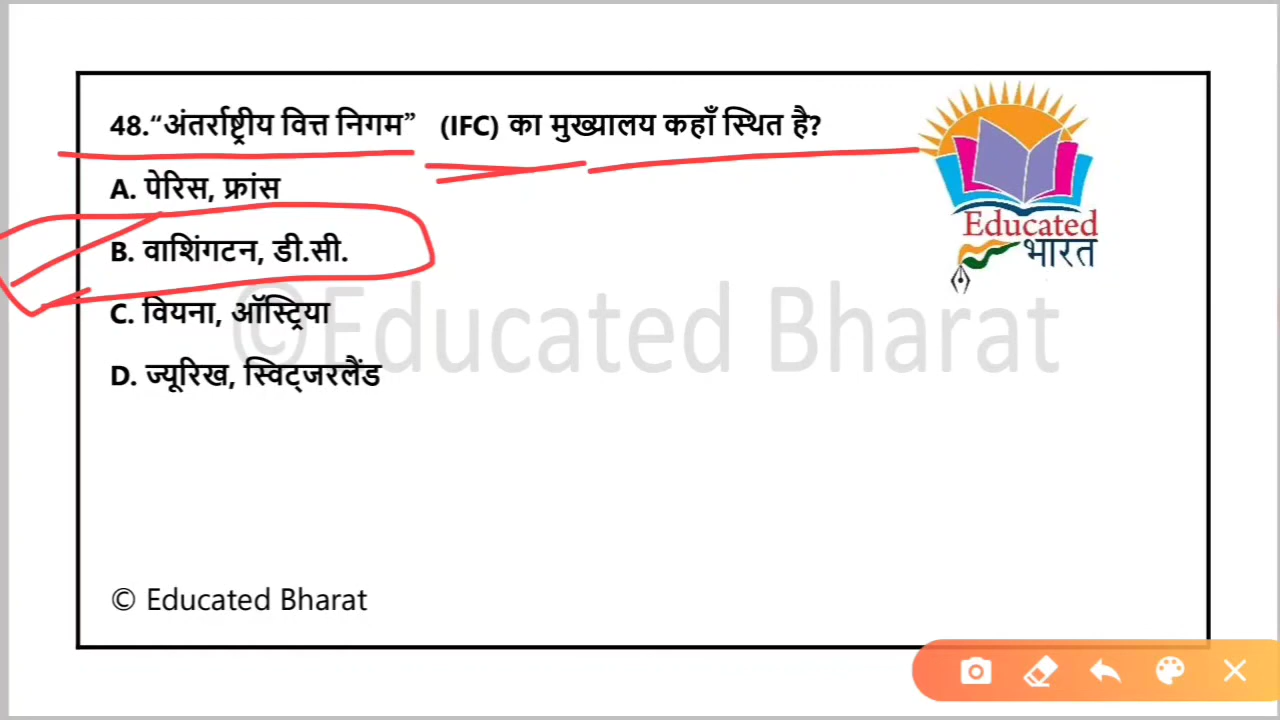 48.“अंतर्राष्ट्रीय वित्त निगम” (IFC) का मुख्यालय कहाँ स्थित है?
A. पेरिस, फ्रांस
B. वाशिंगटन, डी.सी.
C. वियना, ऑस्ट्रिया
D. ज्यूरिख, स्विट्जरलैंड
Educated
भारत
©Educated Bharat
© Educated Bharat